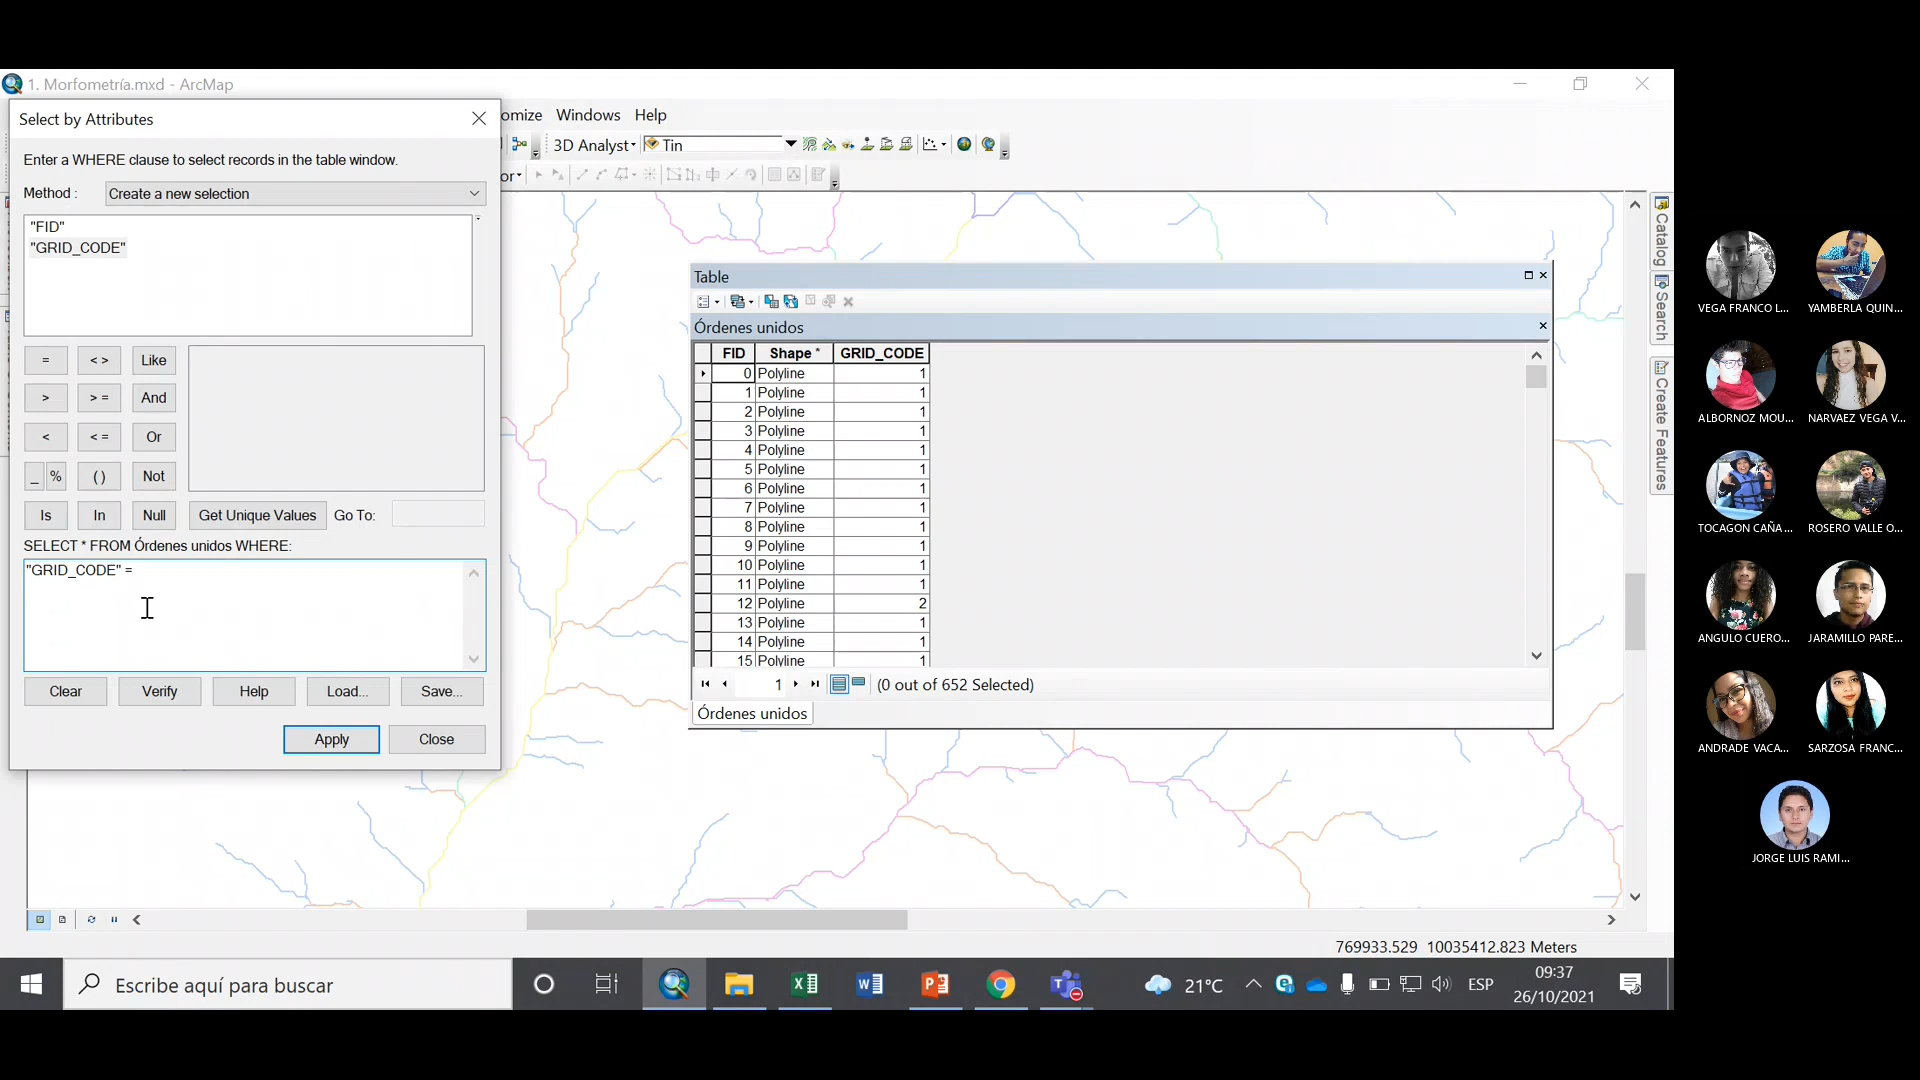 1. Morfometría.mxd - ArcMap
Select by Attributes
omize Windows Help
3D Analyst
Tin
or
Enter a WHERE clause to select records in the table window.
Method :
Create a new selection
"FID"
"GRID_CODE"
= < > Like
> > = And
< < = Or
_ % ( ) Not
Is In Null Get Unique Values Go To:
SELECT * FROM Órdenes unidos WHERE:
"GRID_CODE" =
Clear Verify Help Load... Save...
Apply Close
Table
Órdenes unidos
FID Shape * GRID_CODE
0 Polyline 1
1 Polyline 1
2 Polyline 1
3 Polyline 1
4 Polyline 1
5 Polyline 1
6 Polyline 1
7 Polyline 1
8 Polyline 1
9 Polyline 1
10 Polyline 1
11 Polyline 1
12 Polyline 2
13 Polyline 1
14 Polyline 1
15 Polyline 1
1 (0 out of 652 Selected)
Órdenes unidos
Catalog
Search
Create Features
769933.529 10035412.823 Meters
Escribe aquí para buscar
21°C
ESP
09:37
26/10/2021
VEGA FRANCO L... YAMBERLA QUIN...
ALBORNOZ MOU... NARVAEZ VEGA V...
TOCAGON CAÑA ... ROSERO VALLE O...
ANGULO CUERO... JARAMILLO PARE...
ANDRADE VACA... SARZOSA FRANC...
JORGE LUIS RAMI...